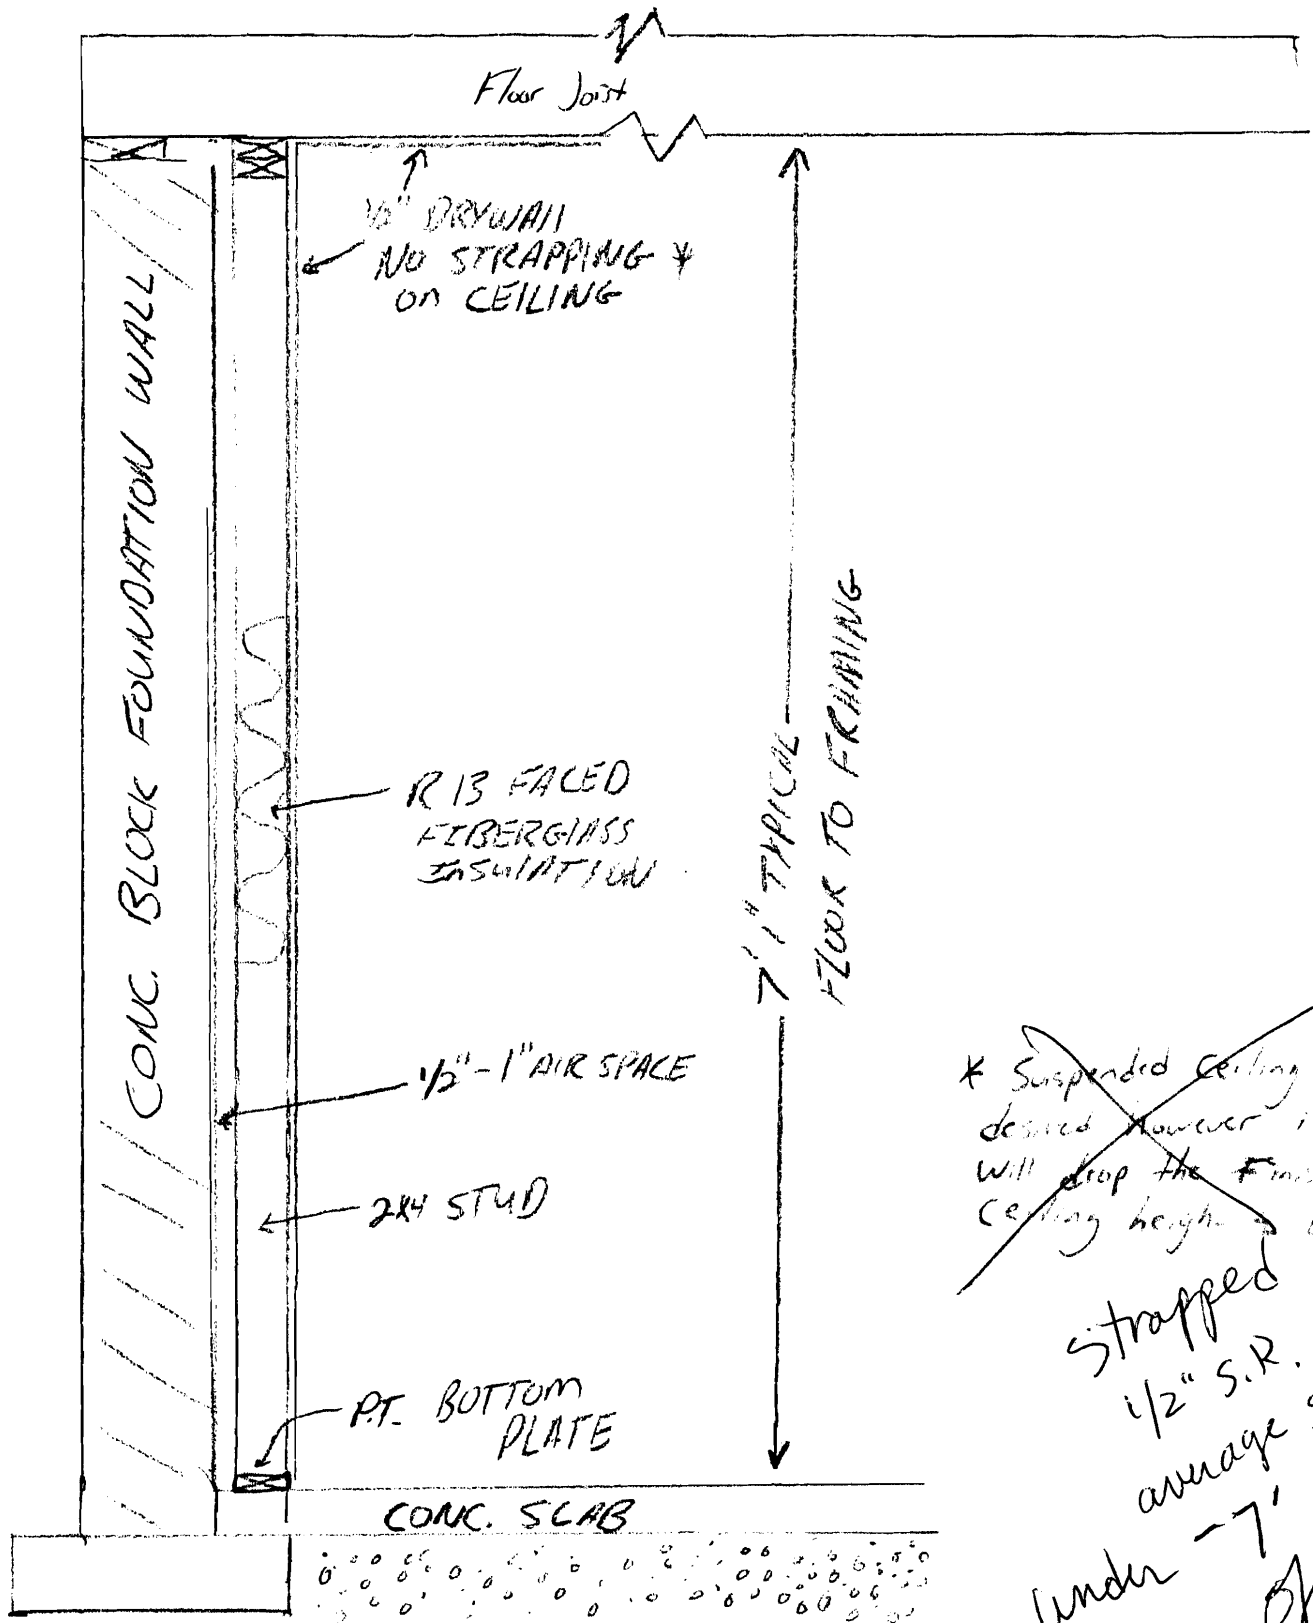 Floor Joist
1/2" DRYWALL
NO STRAPPING *
on CEILING
CONC. BLOCK FOUNDATION WALL
R 13 FACED
FIBERGLASS
INSULATION
7' 1" TYPICAL
FLOOR TO FRAMING
1/2" - 1" AIR SPACE
* Suspended Ceiling
desired However
will drop the
Ceiling
2x4 STUD
strapped
1/2" S.R.
average
under - 7'
P.T. BOTTOM
PLATE
CONC. SLAB